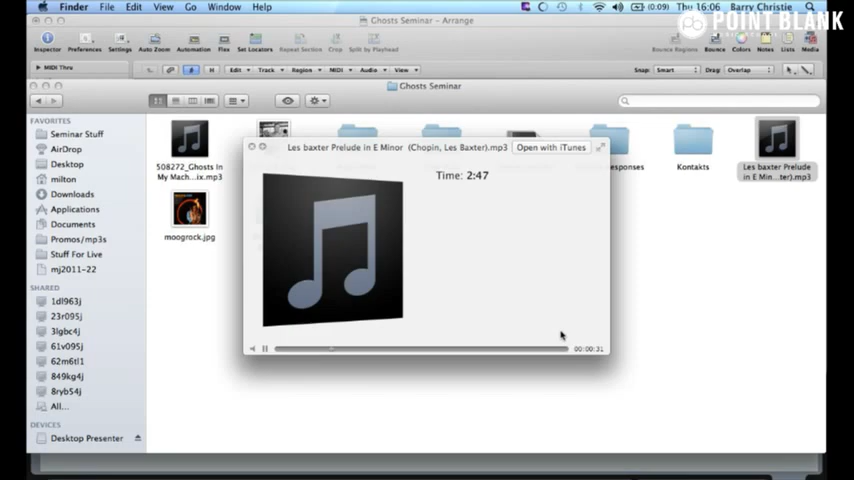 Finder File Edit View Go Window Help
(0:09) Thu 16:06 Barry Christie
POINT BLANK
Ghosts Seminar - Arrange
Inspector Preferences Settings Auto Zoom Automation Flex Set Locators Repeat Section Crop Split by Playhead Bounce Regions Bounce Colors Notes Lists Media
MIDI Thru
H Edit Track Region MIDI Audio View Snap: Smart Drag: Overlap
Ghosts Seminar
FAVORITES
Seminar Stuff
AirDrop
Desktop
milton
Downloads
Applications
Documents
Promos/mp3s
Stuff For Live
mj2011-22
SHARED
1dl963j
23r095j
3lgbc4j
61v095j
62m6tl1
849kg4j
8ryb54j
All...
DEVICES
Desktop Presenter
508272_Ghosts In
My Mach...ix.mp3
moogrock.jpg
Les baxter Prelude In E Minor (Chopin, Les Baxter).mp3
Open with iTunes
Time: 2:47
00:00:31
Kontakts
Les baxter Prelude
in E Min...ter).mp3